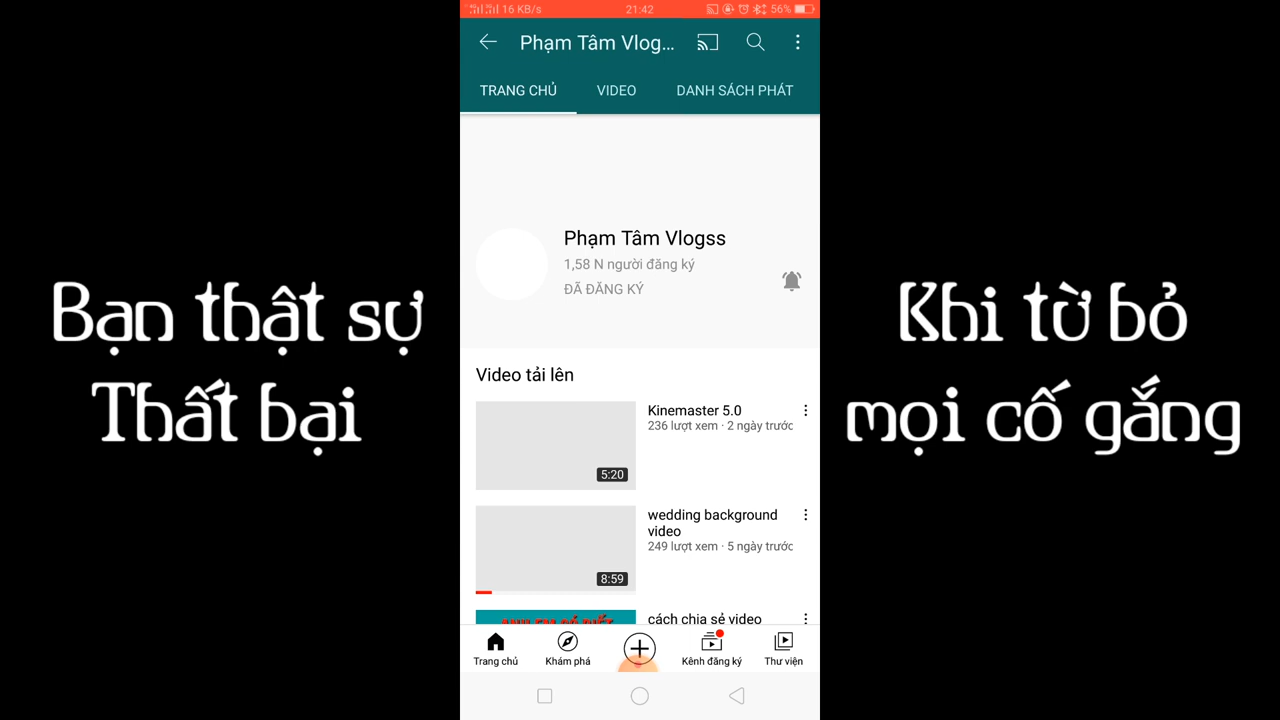 16 KB/s 21:42 56%
Phạm Tâm Vlog...
TRANG CHỦ VIDEO DANH SÁCH PHÁT
Phạm Tâm Vlogss
1,58 N người đăng ký
ĐÃ ĐĂNG KÝ
Bạn thật sự
Thất bại
Khi từ bỏ
mọi cố gắng
Video tải lên
Kinemaster 5.0
236 lượt xem · 2 ngày trước
5:20
wedding background
video
249 lượt xem · 5 ngày trước
8:59
cách chia sẻ video
Trang chủ Khám phá Kênh đăng ký Thư viện